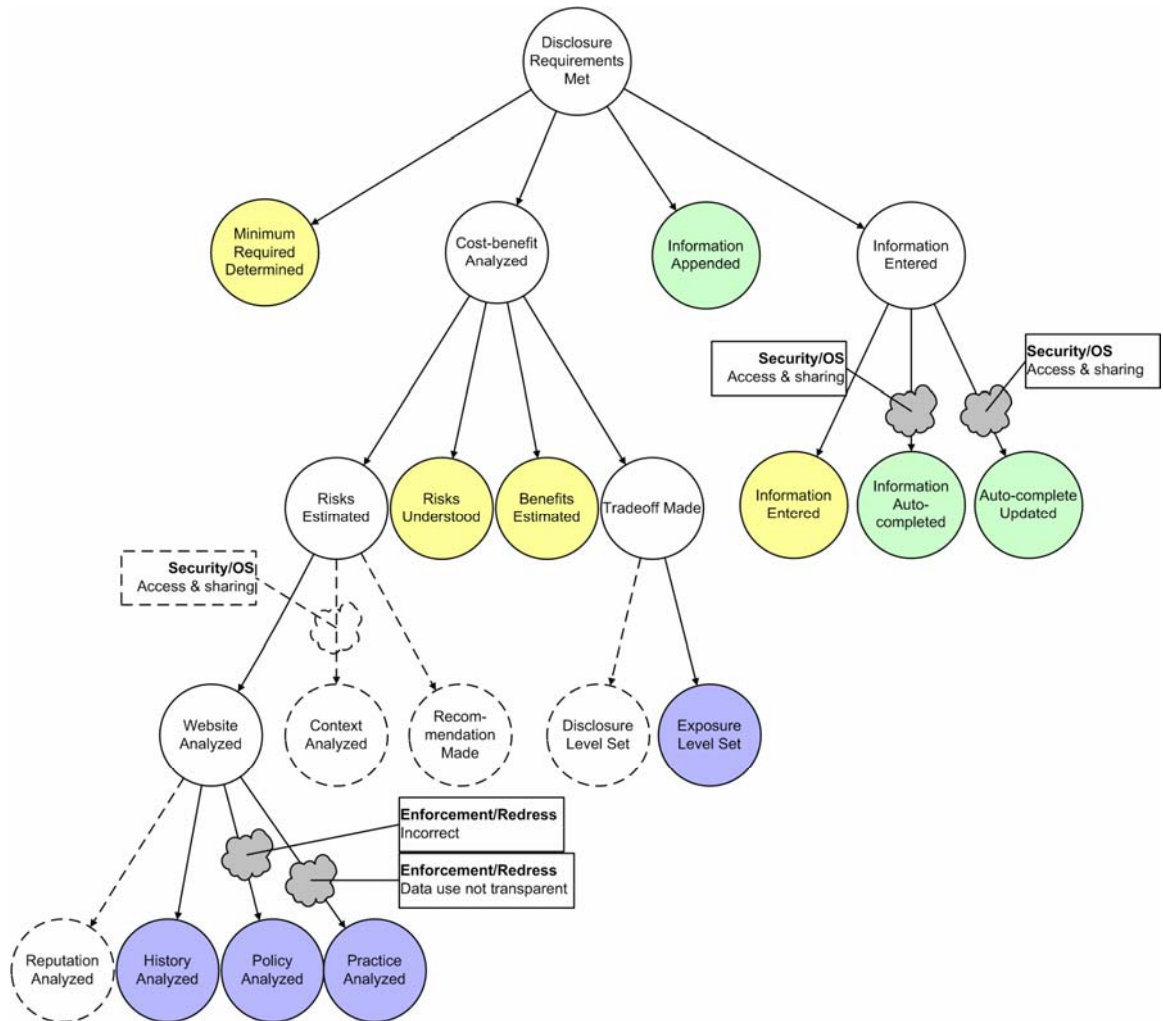 Disclosure
Requirements
Met
Minimum
Required
Determined
Cost-benefit
Analyzed
Information
Appended
Information
Entered
Security/OS
Access & sharing
Security/OS
Access & sharing
Risks
Estimated
Risks
Understood
Benefits
Estimated
Tradeoff Made
Information
Entered
Information
Auto-
completed
Auto-complete
Updated
Security/OS
Access & sharing
Website
Analyzed
Context
Analyzed
Recom-
mendation
Made
Disclosure
Level Set
Exposure
Level Set
Enforcement/Redress
Incorrect
Enforcement/Redress
Data use not transparent
Reputation
Analyzed
History
Analyzed
Policy
Analyzed
Practice
Analyzed